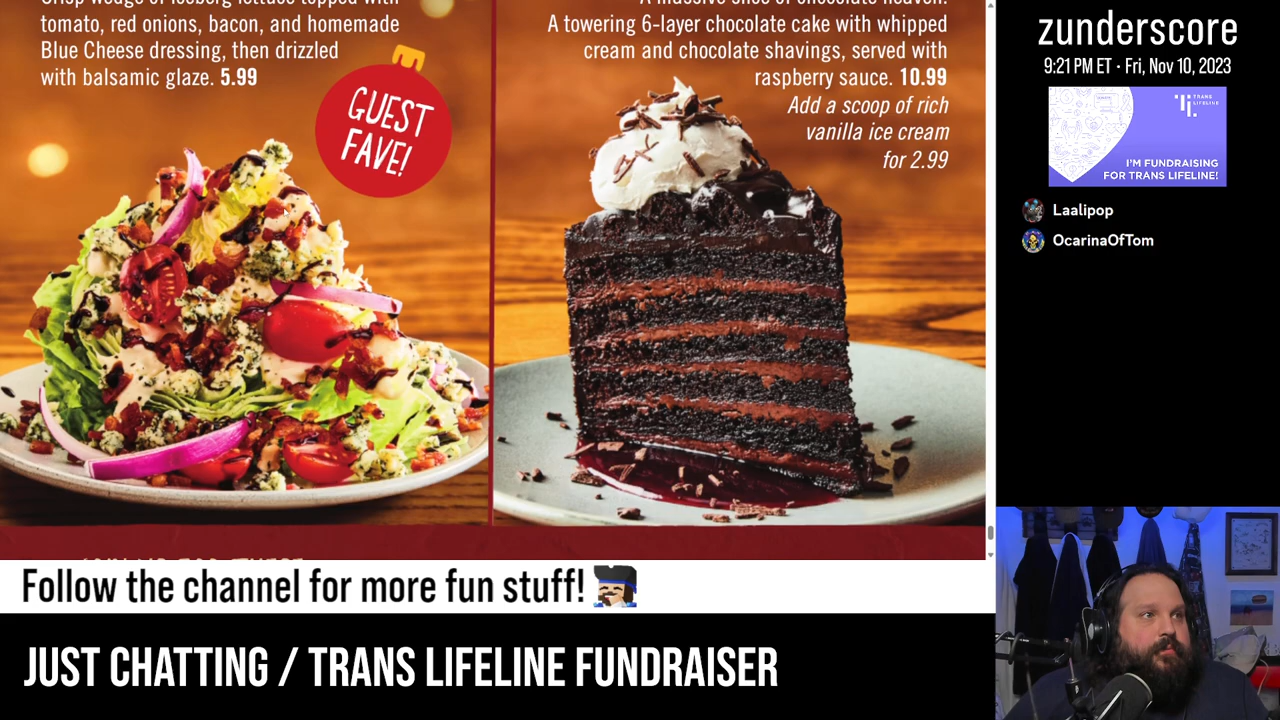 Crisp wedge of iceberg lettuce topped with
tomato, red onions, bacon, and homemade
Blue Cheese dressing, then drizzled
with balsamic glaze. 5.99
GUEST
FAVE!
A massive slice of chocolate heaven!
A towering 6-layer chocolate cake with whipped
cream and chocolate shavings, served with
raspberry sauce. 10.99
Add a scoop of rich
vanilla ice cream
for 2.99
zunderscore
9:21 PM ET · Fri, Nov 10, 2023
TRANS
LIFELINE
I'M FUNDRAISING
FOR TRANS LIFELINE!
Laalipop
OcarinaOfTom
Follow the channel for more fun stuff!
JUST CHATTING / TRANS LIFELINE FUNDRAISER